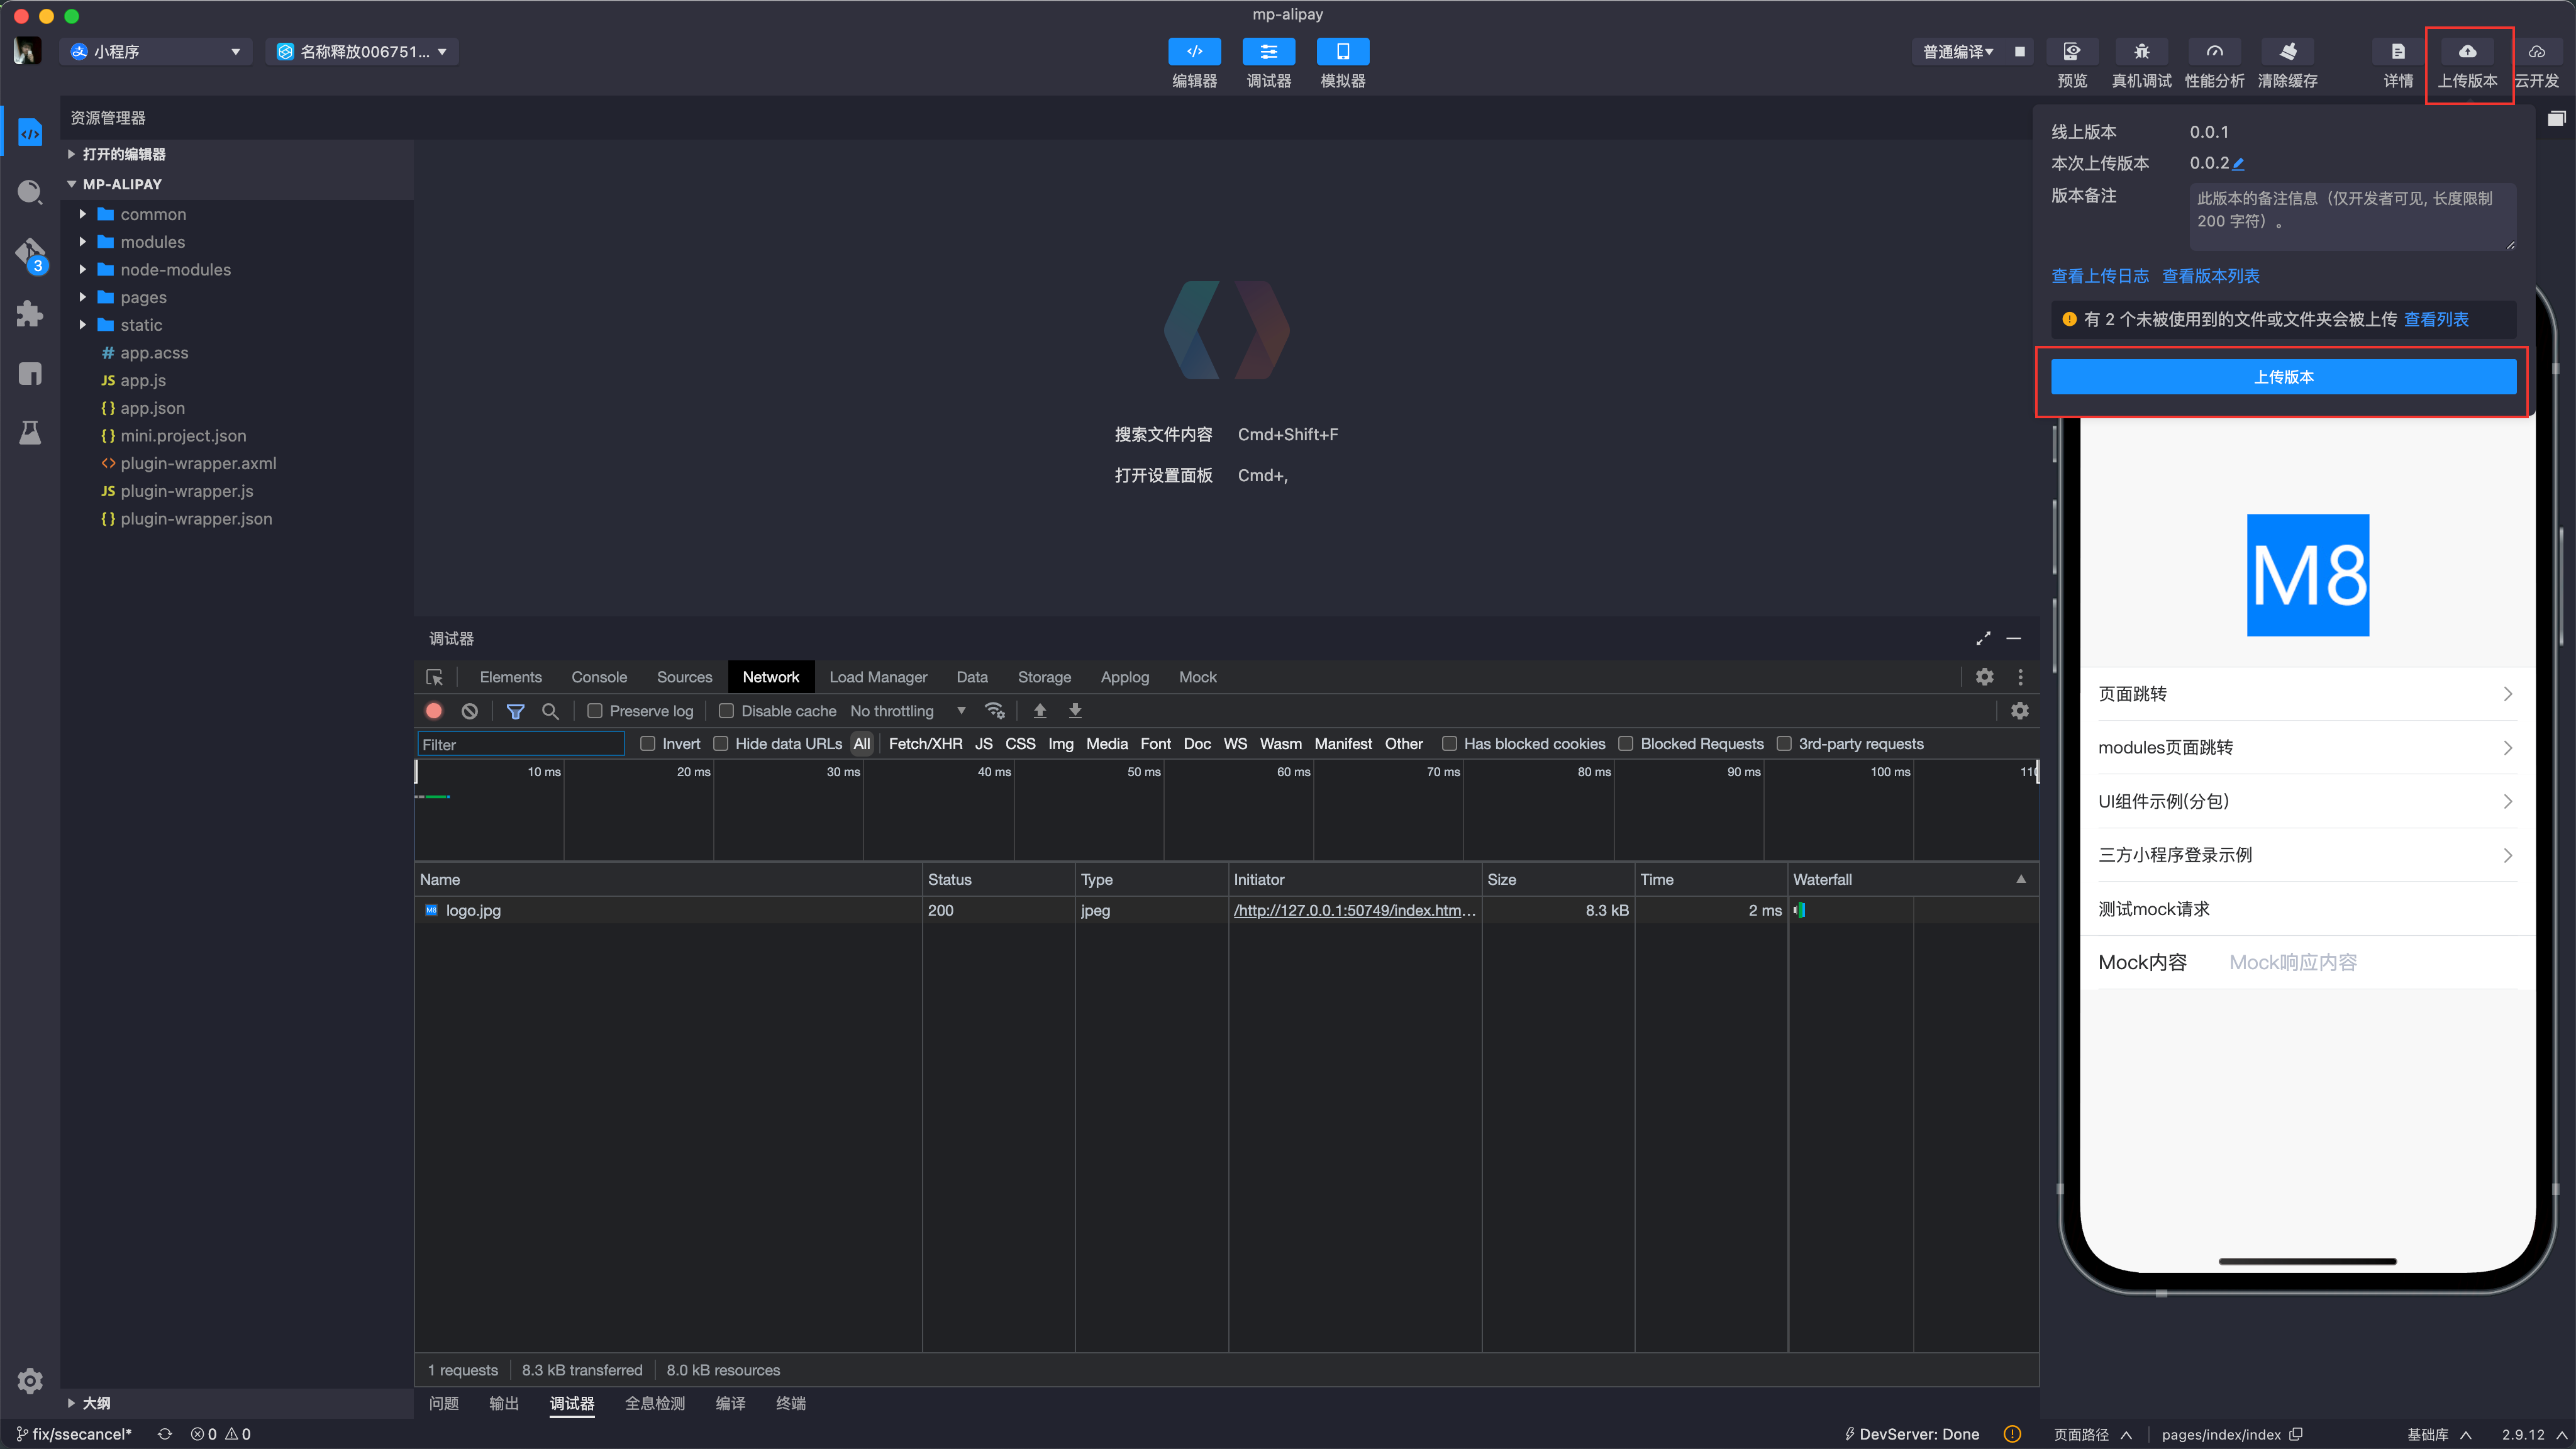 mp-alipay
小程序
名称释放006751...
编辑器
调试器
模拟器
普通编译
预览
真机调试
性能分析
清除缓存
详情
上传版本
云开发
资源管理器
打开的编辑器
MP-ALIPAY
common
modules
node-modules
pages
static
# app.acss
JS app.js
{} app.json
{} mini.project.json
<> plugin-wrapper.axml
JS plugin-wrapper.js
{} plugin-wrapper.json
3
大纲
搜索文件内容 Cmd+Shift+F
打开设置面板 Cmd+,
线上版本 0.0.1
本次上传版本 0.0.2
版本备注
此版本的备注信息（仅开发者可见, 长度限制
200 字符）。
查看上传日志 查看版本列表
有 2 个未被使用到的文件或文件夹会被上传 查看列表
上传版本
M8
页面跳转
modules页面跳转
UI组件示例(分包)
三方小程序登录示例
测试mock请求
Mock内容 Mock响应内容
调试器
Elements Console Sources Network Load Manager Data Storage Applog Mock
Preserve log Disable cache No throttling
Filter Invert Hide data URLs All Fetch/XHR JS CSS Img Media Font Doc WS Wasm Manifest Other Has blocked cookies Blocked Requests 3rd-party requests
10 ms 20 ms 30 ms 40 ms 50 ms 60 ms 70 ms 80 ms 90 ms 100 ms 110
Name Status Type Initiator Size Time Waterfall
M8 logo.jpg 200 jpeg /http://127.0.0.1:50749/index.htm... 8.3 kB 2 ms
1 requests 8.3 kB transferred 8.0 kB resources
问题 输出 调试器 全息检测 编译 终端
fix/ssecancel* 0 0
DevServer: Done
页面路径 pages/index/index
基础库 2.9.12